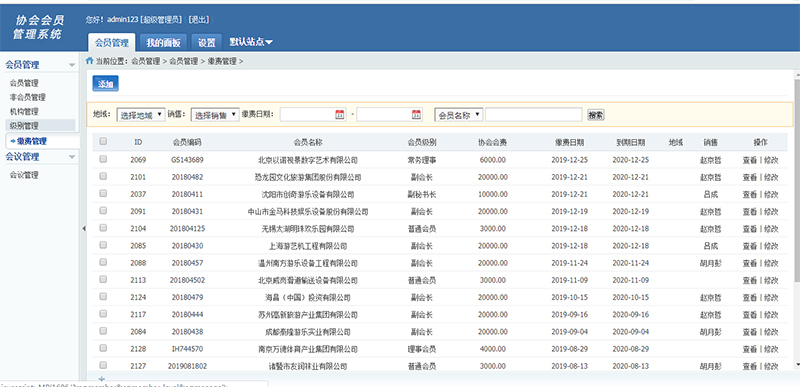 协会会员
管理系统
您好！admin123 [超级管理员] [退出]
会员管理 我的面板 设置 默认站点
会员管理
会员管理
非会员管理
机构管理
级别管理
缴费管理
会议管理
会议管理
当前位置：会员管理 > 会员管理 > 缴费管理 >
添加
地域： 选择地域 销售： 选择销售 缴费日期： - 会员名称 搜索
ID 会员编码 会员名称 会员级别 协会会费 缴费日期 到期日期 地域 销售 操作
2069 GS143689 北京以诺视景数字艺术有限公司 常务理事 6000.00 2019-12-25 2020-12-25 赵京哲 查看 | 修改
2101 20180482 恐龙园文化旅游集团股份有限公司 副会长 20000.00 2019-12-21 2020-12-21 赵京哲 查看 | 修改
2037 20180411 沈阳市创奇游乐设备有限公司 副秘书长 10000.00 2019-12-21 2020-12-21 吕成 查看 | 修改
2091 20180431 中山市金马科技娱乐设备股份有限公司 副会长 20000.00 2019-12-19 2020-12-19 赵京哲 查看 | 修改
2104 201804125 无锡太湖明珠欢乐园有限公司 普通会员 3000.00 2019-12-18 2020-12-18 赵京哲 查看 | 修改
2085 20180430 上海游艺机工程有限公司 副会长 20000.00 2019-12-18 2020-12-18 吕成 查看 | 修改
2088 20180457 温州南方游乐设备工程有限公司 副会长 20000.00 2019-11-24 2020-11-24 胡月彭 查看 | 修改
2113 201804502 北京威岗滑道输送设备有限公司 普通会员 3000.00 2019-11-09 2020-11-09 查看 | 修改
2124 20180479 海昌（中国）投资有限公司 副会长 20000.00 2019-10-15 2020-10-15 赵京哲 查看 | 修改
2117 20180444 苏州高新旅游产业集团有限公司 副会长 20000.00 2019-09-16 2020-09-16 赵京哲 查看 | 修改
2084 20180438 成都泰隆游乐实业有限公司 副会长 20000.00 2019-09-04 2020-09-04 胡月彭 查看 | 修改
2128 IH744570 南京万德体育产业集团有限公司 理事会员 4000.00 2019-08-29 2020-08-29 查看 | 修改
2127 2019081802 诸暨市友润袜业有限公司 普通会员 3000.00 2019-08-13 2020-08-13 胡月彭 查看 | 修改